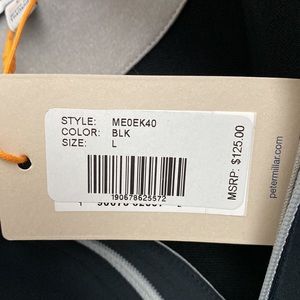 STYLE: ME0EK40
COLOR: BLK
SIZE: L
190678625572
MSRP: $125.00
petermillar.com